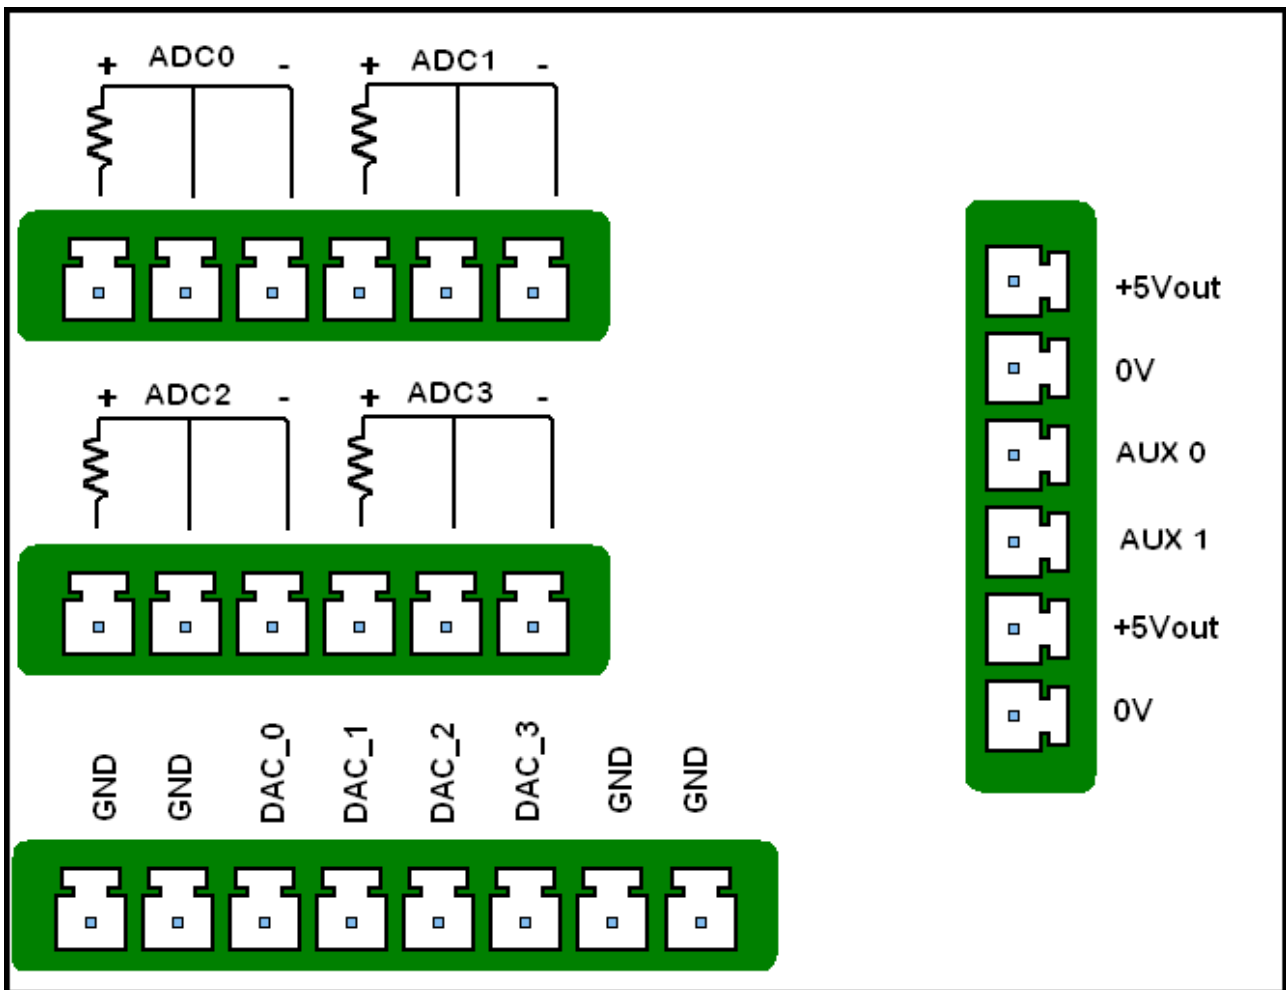 + ADC0 - + ADC1 -
+ ADC2 - + ADC3 -
GND GND DAC_0 DAC_1 DAC_2 DAC_3 GND GND
+5Vout
0V
AUX 0
AUX 1
+5Vout
0V